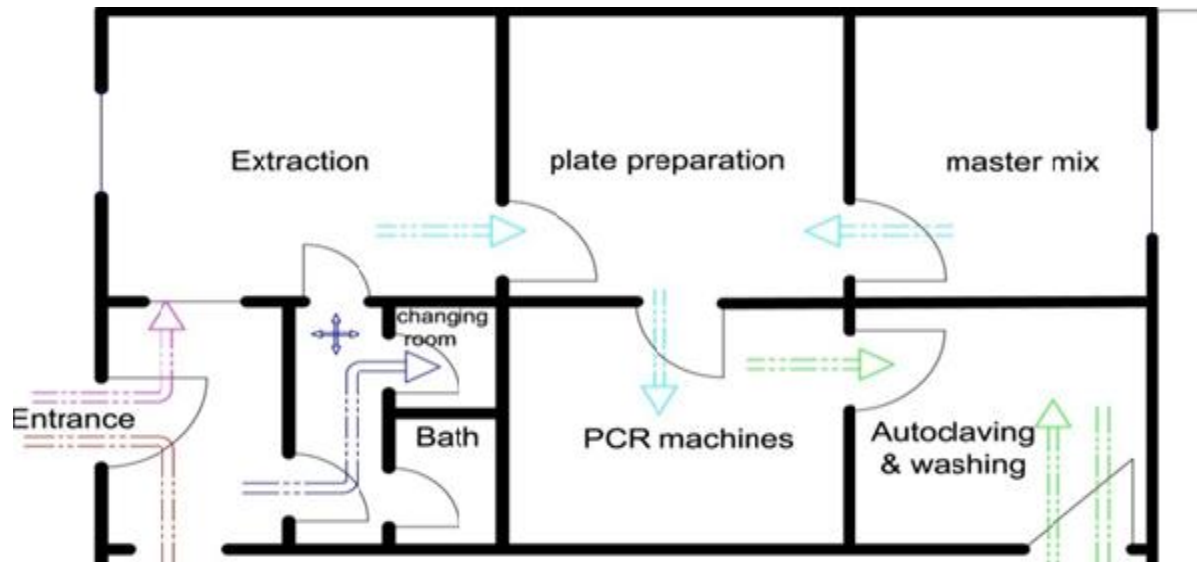 Extraction
plate preparation
master mix
changing
room
Entrance
Bath
PCR machines
Autoclaving
& washing